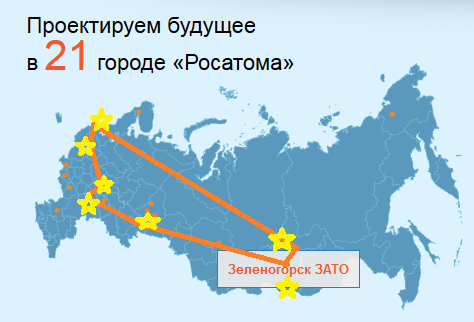 Проектируем будущее
в 21 городе «Росатома»
Зеленогорск ЗАТО